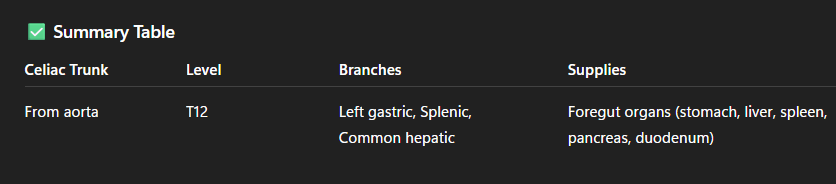 ✅ Summary Table
Celiac Trunk Level Branches Supplies
From aorta T12 Left gastric, Splenic, Foregut organs (stomach, liver, spleen,
Common hepatic pancreas, duodenum)